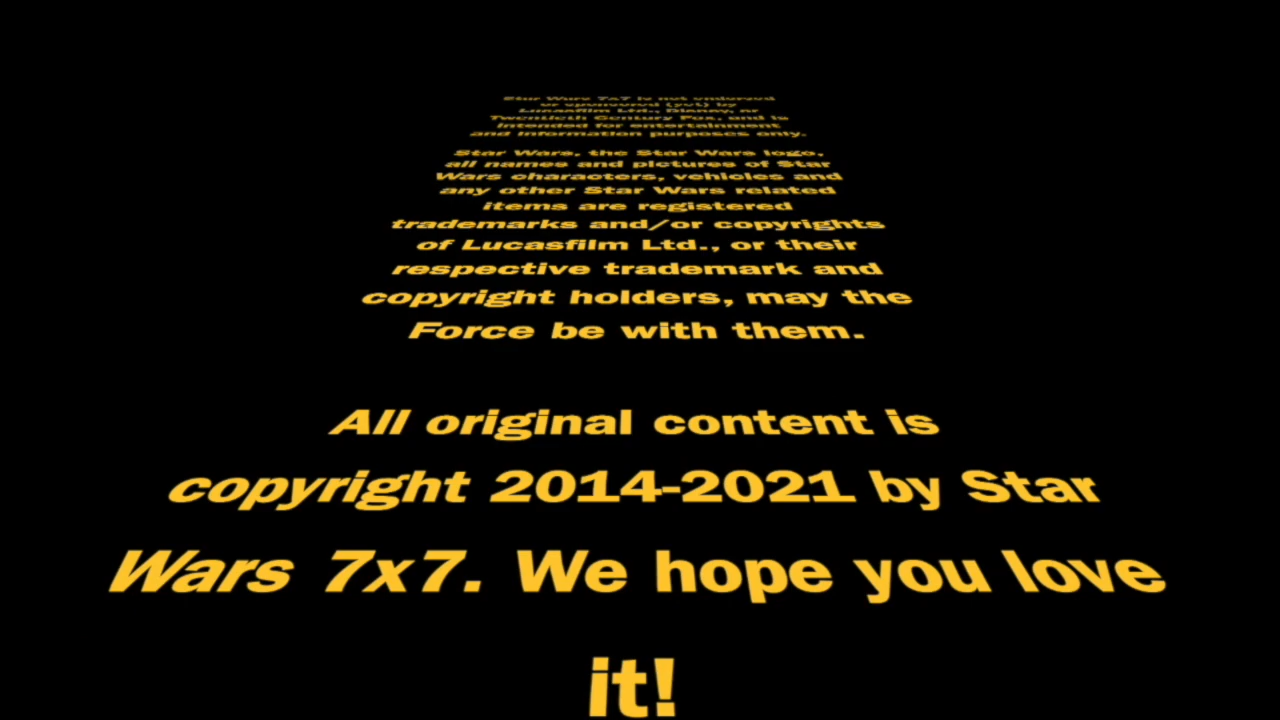 Star Wars 7x7 is not endorsed
or sponsored (yet) by
Lucasfilm Ltd., Disney, or
Twentieth Century Fox, and is
intended for entertainment
and information purposes only.
Star Wars, the Star Wars logo,
all names and pictures of Star
Wars characters, vehicles and
any other Star Wars related
items are registered
trademarks and/or copyrights
of Lucasfilm Ltd., or their
respective trademark and
copyright holders, may the
Force be with them.
All original content is
copyright 2014-2021 by Star
Wars 7x7. We hope you love
it!